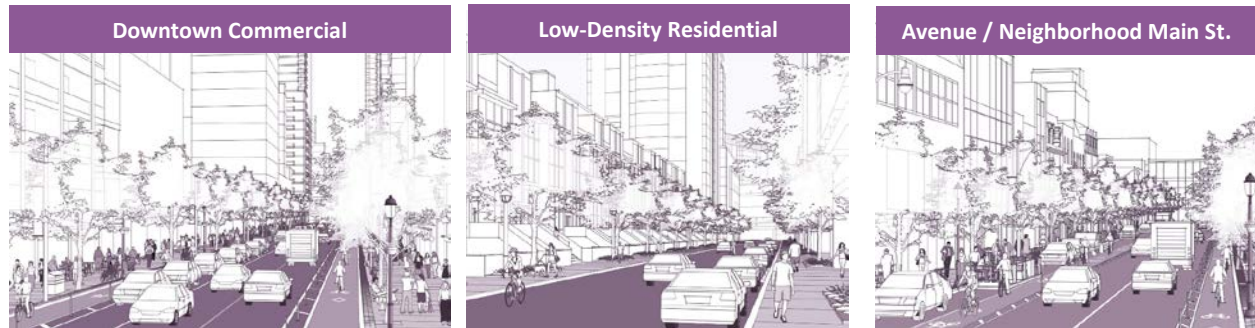 Downtown Commercial
Low-Density Residential
Avenue / Neighborhood Main St.